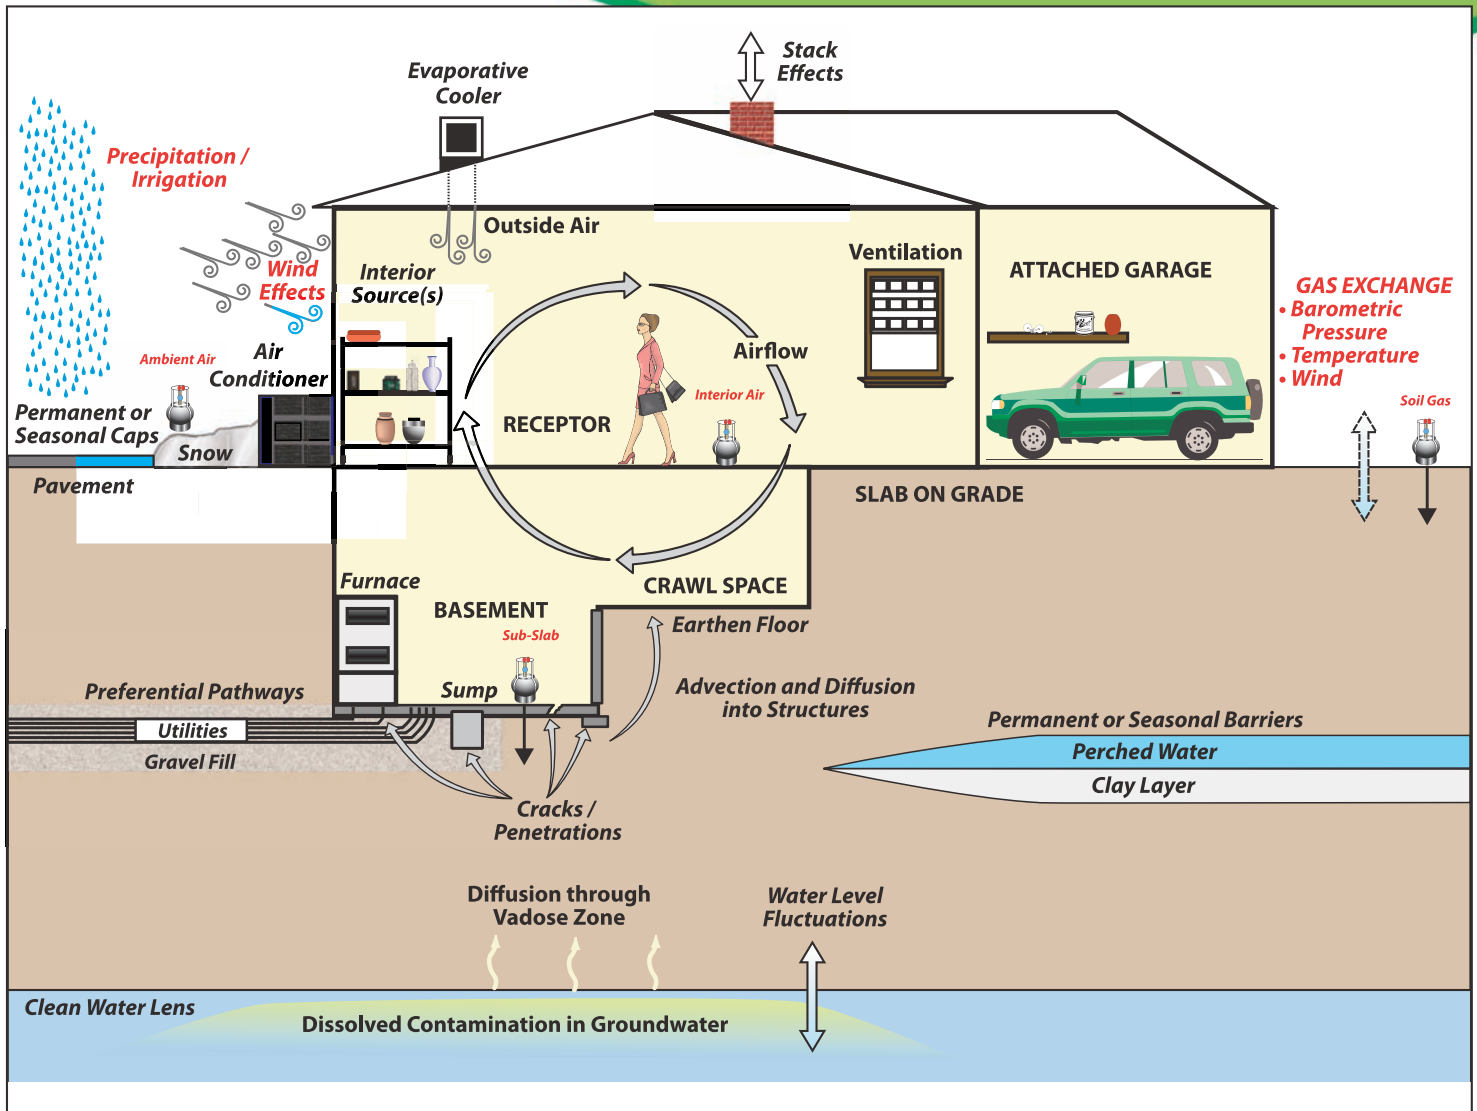 Stack
Effects
Evaporative
Cooler
Precipitation /
Irrigation
Outside Air
Wind
Effects
Interior
Source(s)
Ventilation
ATTACHED GARAGE
GAS EXCHANGE
• Barometric
Pressure
• Temperature
• Wind
Ambient Air
Air
Conditioner
Airflow
Interior Air
Soil Gas
Permanent or
Seasonal Caps
Snow
RECEPTOR
Pavement
SLAB ON GRADE
Furnace
BASEMENT
CRAWL SPACE
Sub-Slab
Earthen Floor
Preferential Pathways
Sump
Advection and Diffusion
into Structures
Utilities
Gravel Fill
Permanent or Seasonal Barriers
Perched Water
Clay Layer
Cracks /
Penetrations
Diffusion through
Vadose Zone
Water Level
Fluctuations
Clean Water Lens
Dissolved Contamination in Groundwater